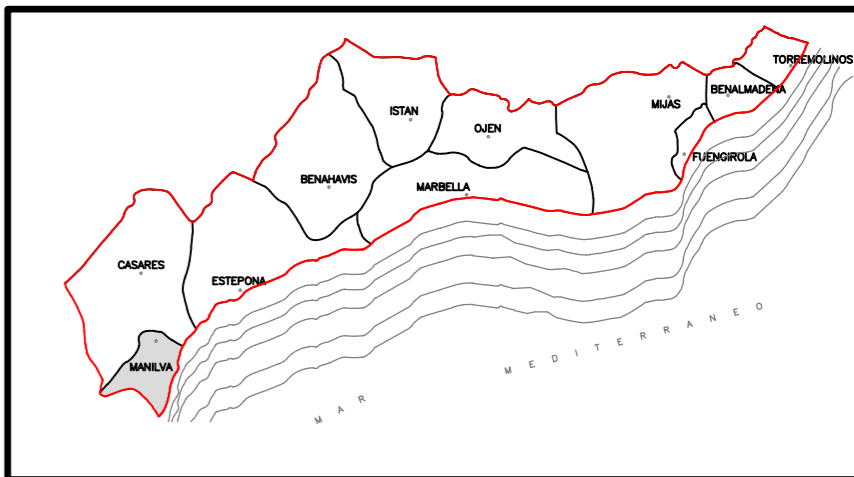 TORREMOLINOS
BENALMADENA
MIJAS
ISTAN
OJEN
FUENGIROLA
BENAHAVIS
MARBELLA
CASARES
ESTEPONA
MANILVA
MAR MEDITERRANEO